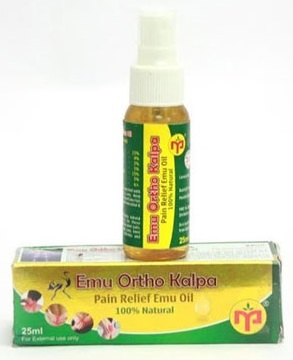 Emu Ortho Kalpa
Pain Relief Emu Oil
100% Natural
25ml
Emu Ortho Kalpa
Pain Relief Emu Oil
100% Natural
25ml
For External use only